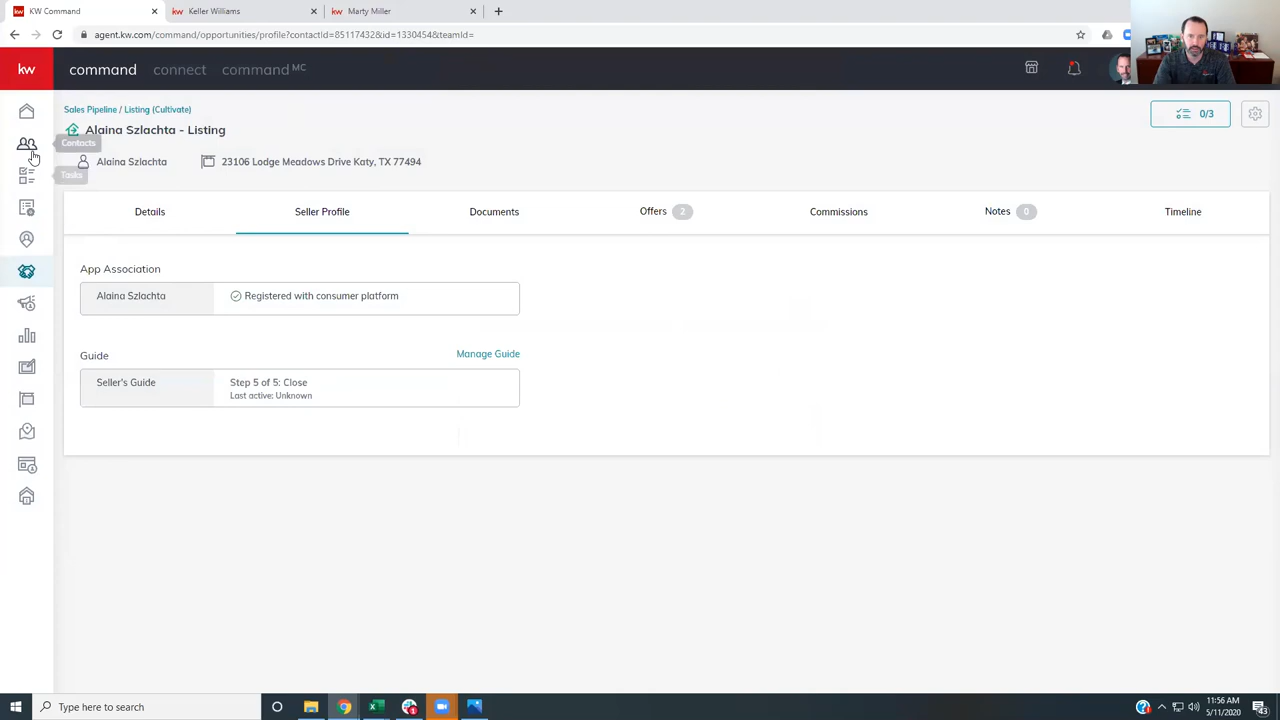 KW Command
Keller Williams
Marty Miller
agent.kw.com/command/opportunities/profile?contactId=85117432&id=1330454&teamId=
kw
command
connect
command MC
Contacts
Tasks
Sales Pipeline / Listing (Cultivate)
Alaina Szlachta - Listing
0/3
Alaina Szlachta
23106 Lodge Meadows Drive Katy, TX 77494
Details
Seller Profile
Documents
Offers 2
Commissions
Notes 0
Timeline
App Association
Alaina Szlachta
Registered with consumer platform
Guide
Manage Guide
Seller's Guide
Step 5 of 5: Close
Last active: Unknown
Type here to search
11:56 AM
5/11/2020
43